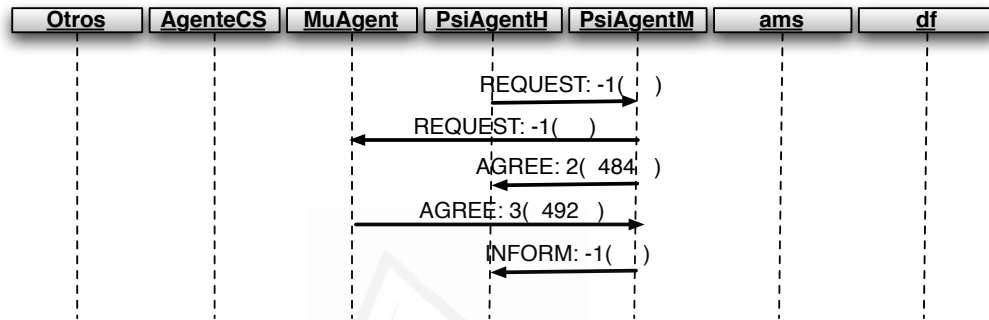 Otros AgenteCS MuAgent PsiAgentH PsiAgentM ams df
REQUEST: -1( )
REQUEST: -1( )
AGREE: 2( 484 )
AGREE: 3( 492 )
INFORM: -1( )